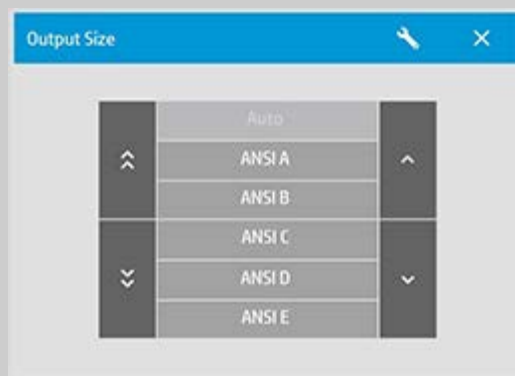 Output Size
Auto
ANSI A
ANSI B
ANSI C
ANSI D
ANSI E